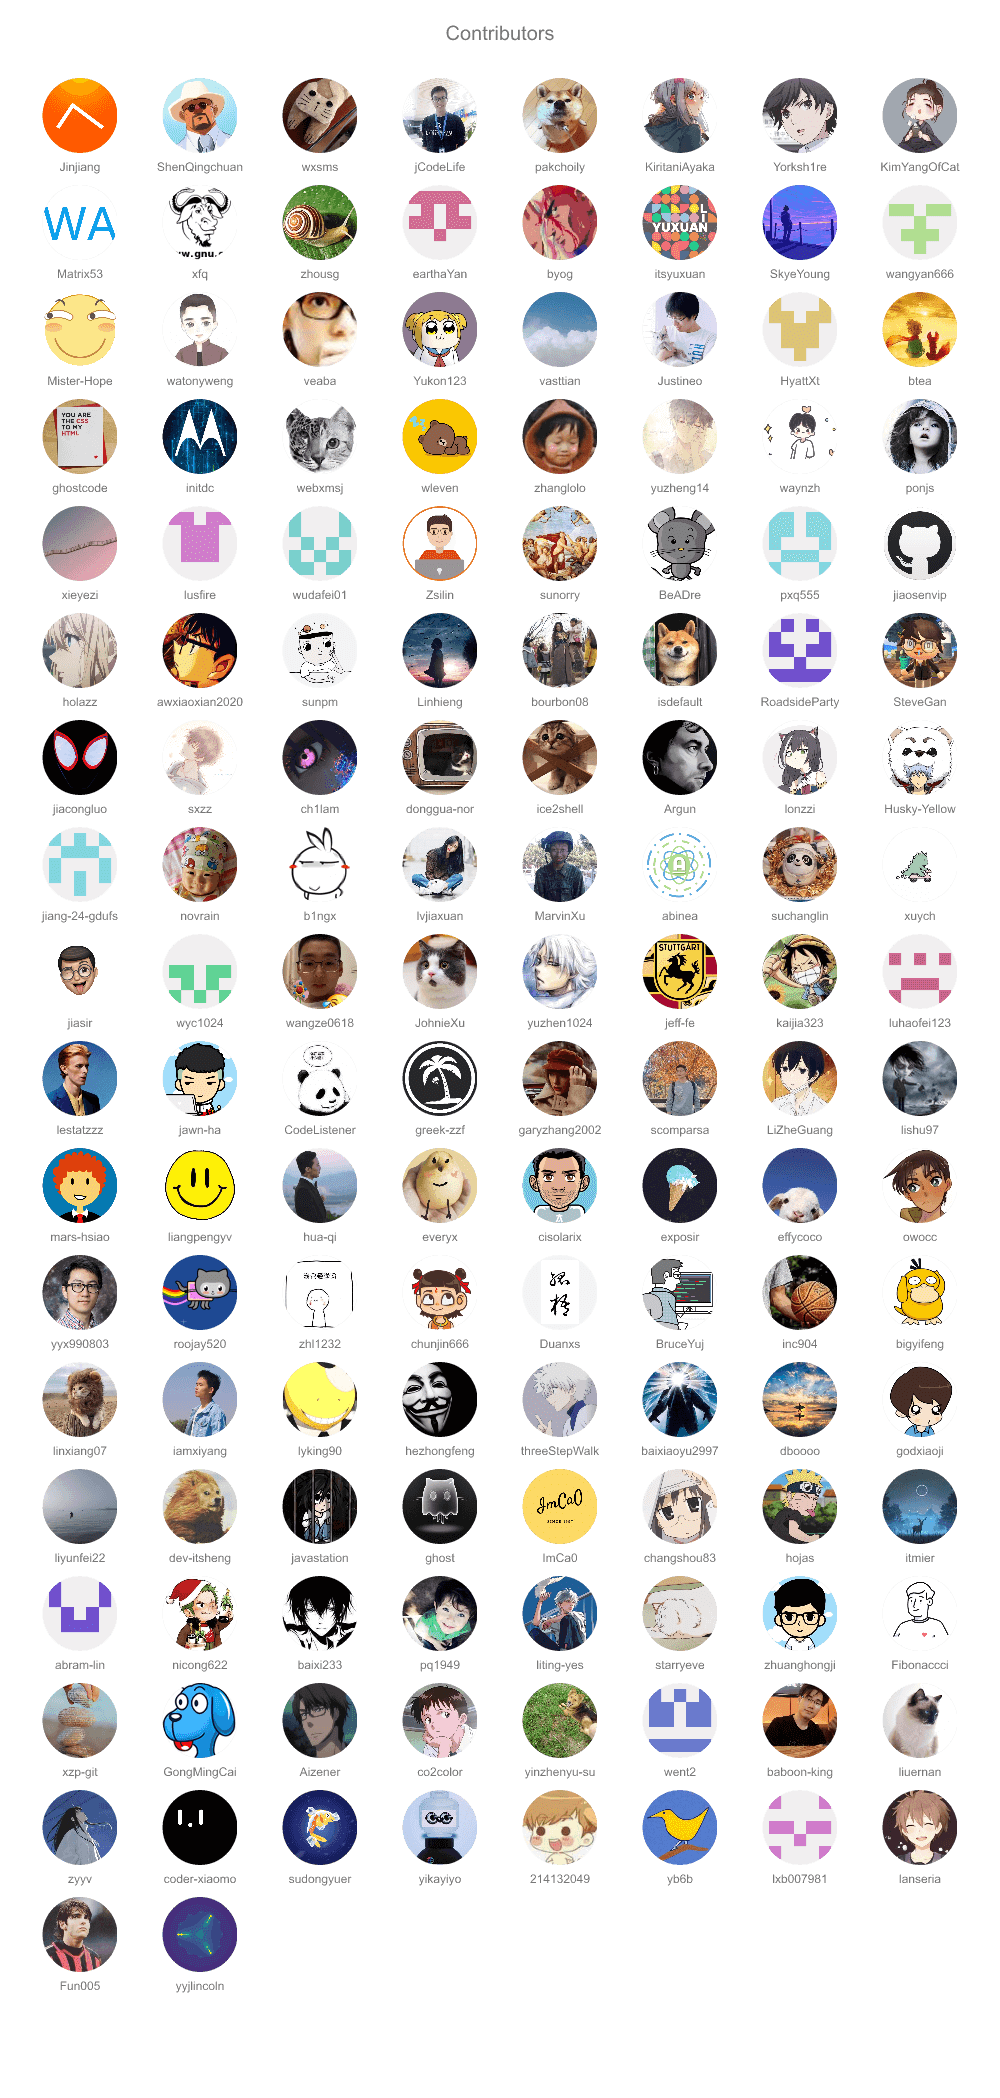 Contributors
Jinjiang ShenQingchuan wxsms jCodeLife pakchoily KiritaniAyaka Yorksh1re KimYangOfCat
WA
ww.gnu.o
YUXUAN
LIT
Matrix53 xfq zhousg earthaYan byog itsyuxuan SkyeYoung wangyan666
Mister-Hope watonyweng veaba Yukon123 vasttian Justineo HyattXt btea
YOU ARE
THE CSS
TO MY
HTML
ghostcode initdc webxmsj wleven zhanglolo yuzheng14 waynzh ponjs
xieyezi lusfire wudafei01 Zsilin sunorry BeADre pxq555 jiaosenvip
holazz awxiaoxian2020 sunpm Linhieng bourbon08 isdefault RoadsideParty SteveGan
jiacongluo sxzz ch1lam donggua-nor ice2shell Argun lonzzi Husky-Yellow
jiang-24-gdufs novrain b1ngx lvjiaxuan MarvinXu abinea suchanglin xuych
STUTTGART
jiasir wyc1024 wangze0618 JohnieXu yuzhen1024 jeff-fe kaijia323 luhaofei123
lestatzzz jawn-ha CodeListener greek-zzf garyzhang2002 scomparsa LiZheGuang lishu97
mars-hsiao liangpengyv hua-qi everyx cisolarix exposir effycoco owocc
yyx990803 roojay520 zhl1232 chunjin666 Duanxs BruceYuj inc904 bigyifeng
linxiang07 iamxiyang lyking90 hezhongfeng threeStepWalk baixiaoyu2997 dboooo godxiaoji
JmCaO
liyunfei22 dev-itsheng javastation ghost ImCa0 changshou83 hojas itmier
abram-lin nicong622 baixi233 pq1949 liting-yes starryeve zhuanghongji Fibonaccci
xzp-git GongMingCai Aizener co2color yinzhenyu-su went2 baboon-king liuernan
zyyv coder-xiaomo sudongyuer yikayiyo 214132049 yb6b lxb007981 lanseria
Fun005 yyjlincoln